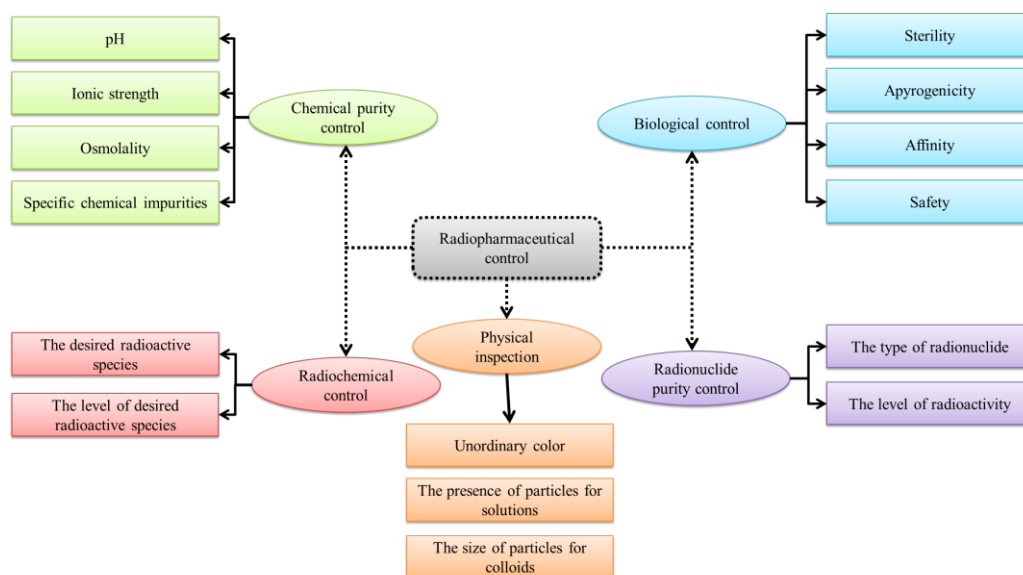 pH
Ionic strength
Osmolality
Specific chemical impurities
Chemical purity
control
Biological control
Sterility
Apyrogenicity
Affinity
Safety
Radiopharmaceutical
control
The desired radioactive
species
The level of desired
radioactive species
Radiochemical
control
Physical
inspection
Radionuclide
purity control
The type of radionuclide
The level of radioactivity
Unordinary color
The presence of particles for
solutions
The size of particles for
colloids